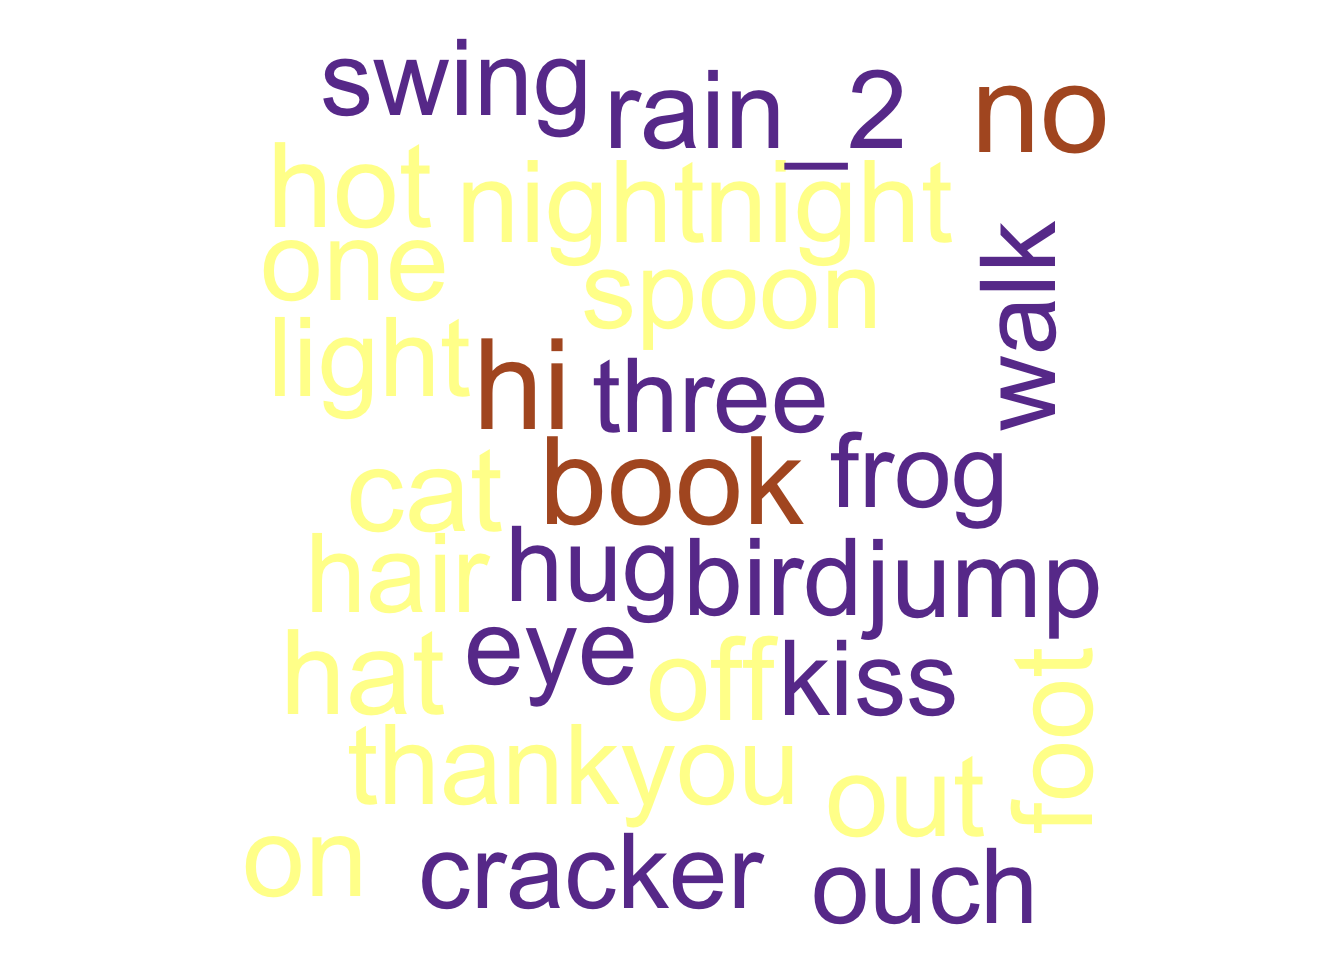 swing rain_2 no
hot nightnight
one spoon walk
light hi three
cat book frog
hair hug bird jump
hat eye off kiss foot
thankyou out
on cracker ouch